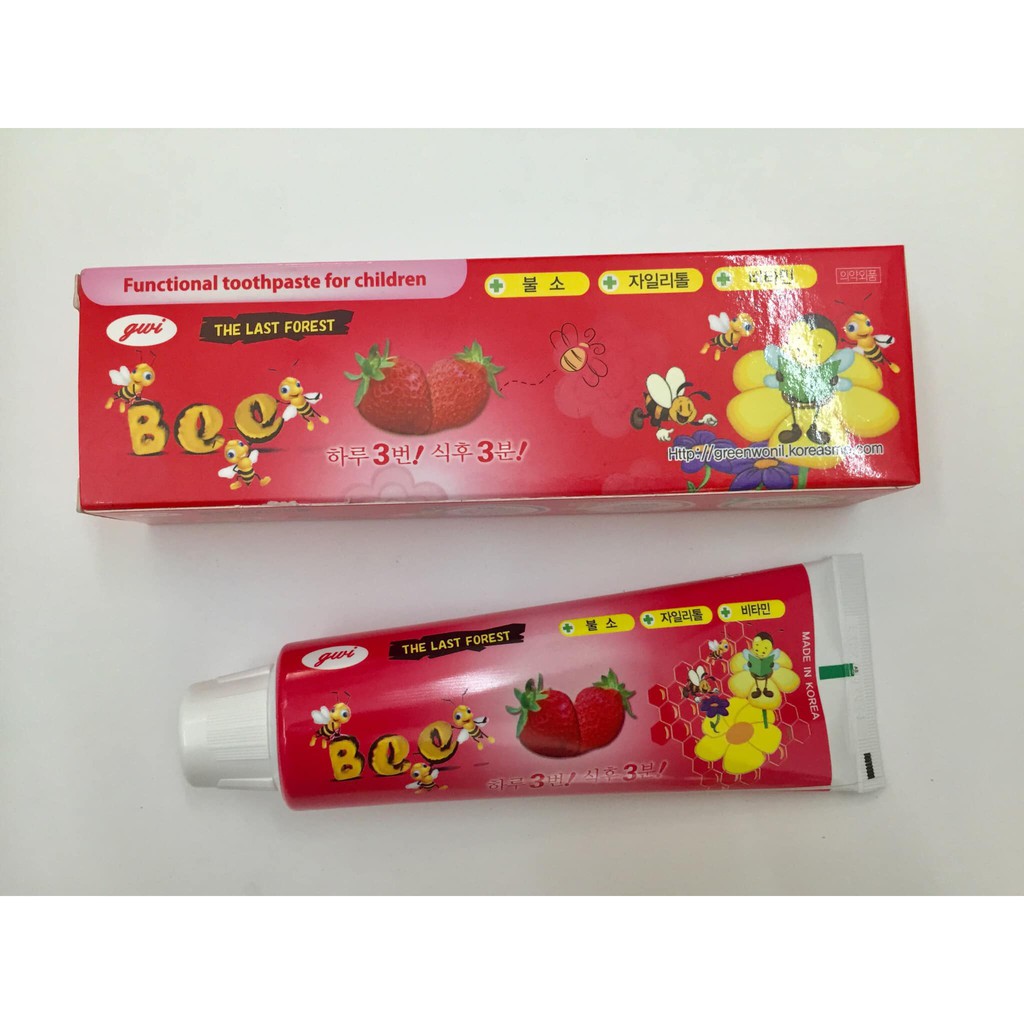 Functional toothpaste for children
불소
자일리톨
비타민
의약외품
gwi
THE LAST FOREST
Bee
하루 3번! 식후 3분!
Http://greenwonil.koreasme.com
gwi
THE LAST FOREST
불소
자일리톨
비타민
MADE IN KOREA
Bee
하루 3번! 식후 3분!